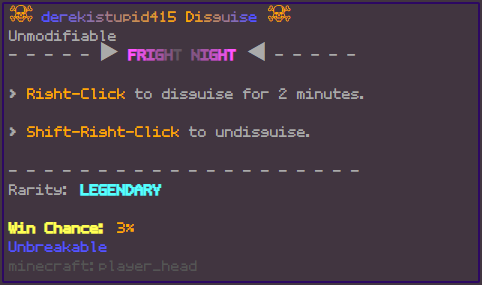 ☠ derekistupid415 Disguise ☠
Unmodifiable
- - - - - ▶ FRIGHT NIGHT ◀ - - - - -
> Right-Click to disguise for 2 minutes.
> Shift-Right-Click to undisguise.
- - - - - - - - - - - - - - - - - - - -
Rarity: LEGENDARY
Win Chance: 3%
Unbreakable
minecraft:player_head